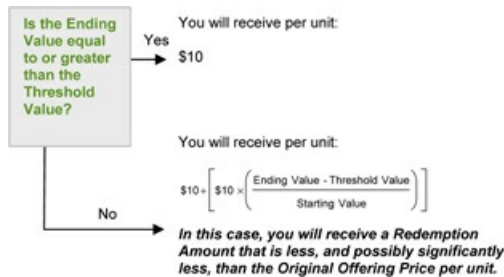 Is the Ending
Value equal
to or greater
than the
Threshold
Value?
Yes
You will receive per unit:
$10
No
You will receive per unit:
$10+[$10×(Ending Value - Threshold Value
Starting Value)]
In this case, you will receive a Redemption
Amount that is less, and possibly significantly
less, than the Original Offering Price per unit.